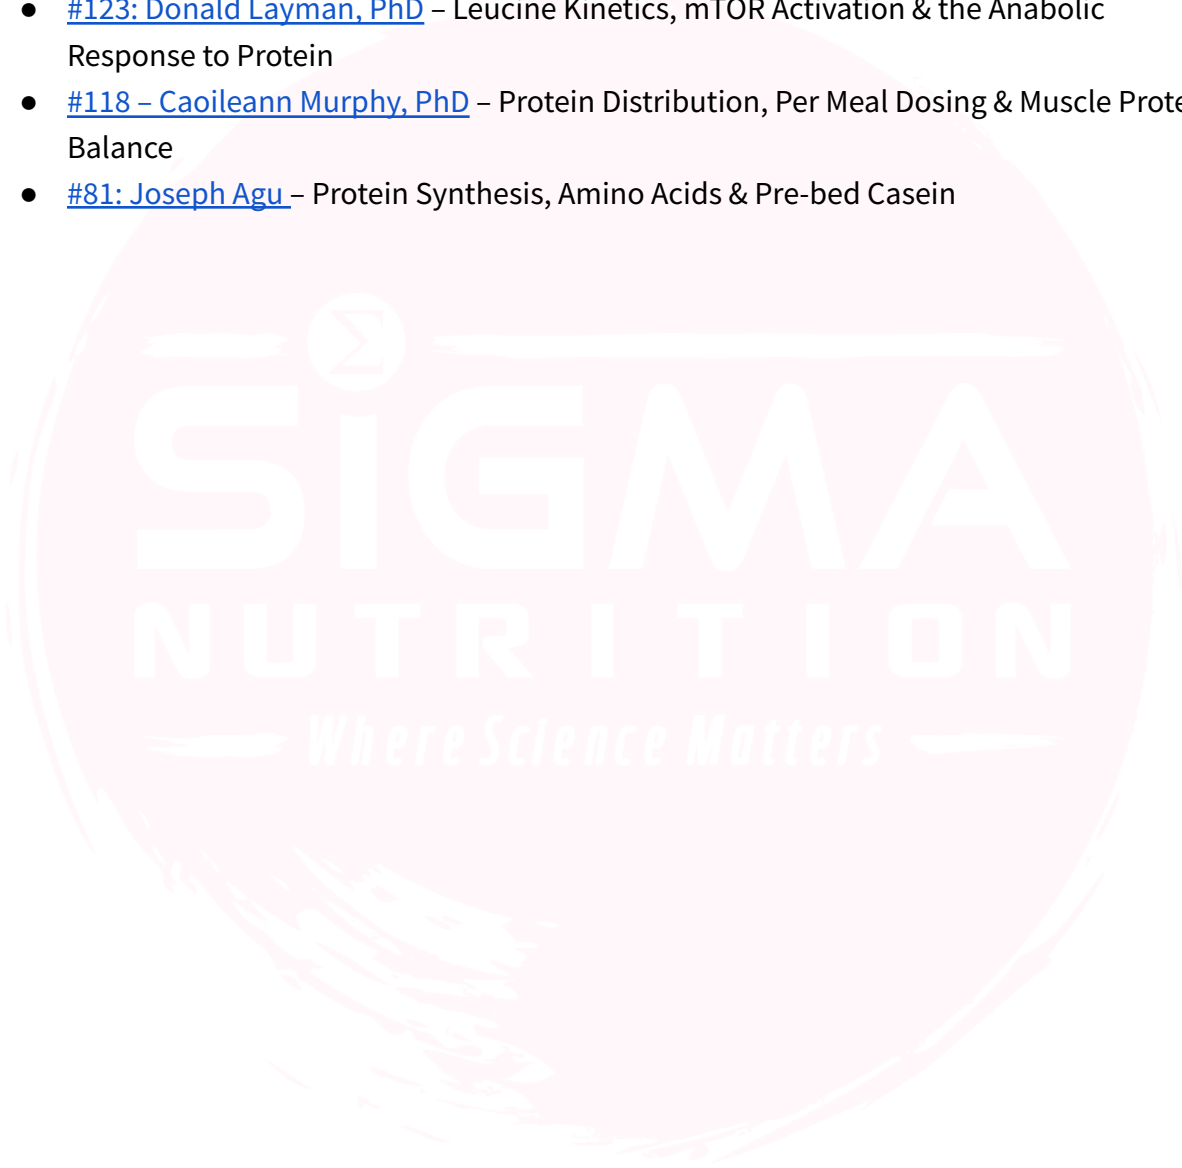 ● #123: Donald Layman, PhD – Leucine Kinetics, mTOR Activation & the Anabolic
Response to Protein
● #118 – Caoileann Murphy, PhD – Protein Distribution, Per Meal Dosing & Muscle Prote
Balance
● #81: Joseph Agu – Protein Synthesis, Amino Acids & Pre-bed Casein
Σ
SiGMA
NUTRITION
Where Science Matters